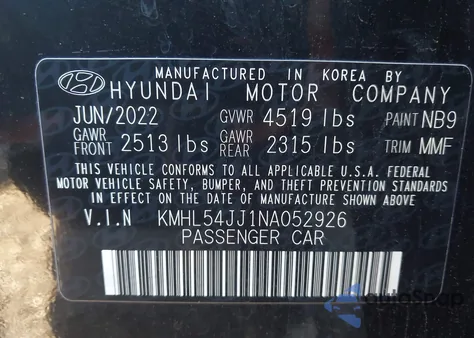 MANUFACTURED IN KOREA BY
HYUNDAI MOTOR COMPANY
JUN/2022 GVWR 4519 lbs PAINT NB9
GAWR FRONT 2513 lbs GAWR REAR 2315 lbs TRIM MMF
THIS VEHICLE CONFORMS TO ALL APPLICABLE U.S.A. FEDERAL
MOTOR VEHICLE SAFETY, BUMPER, AND THEFT PREVENTION STANDARDS
IN EFFECT ON THE DATE OF MANUFACTURE SHOWN ABOVE.
V.I.N KMHL54JJ1NA052926
PASSENGER CAR
autoSnap